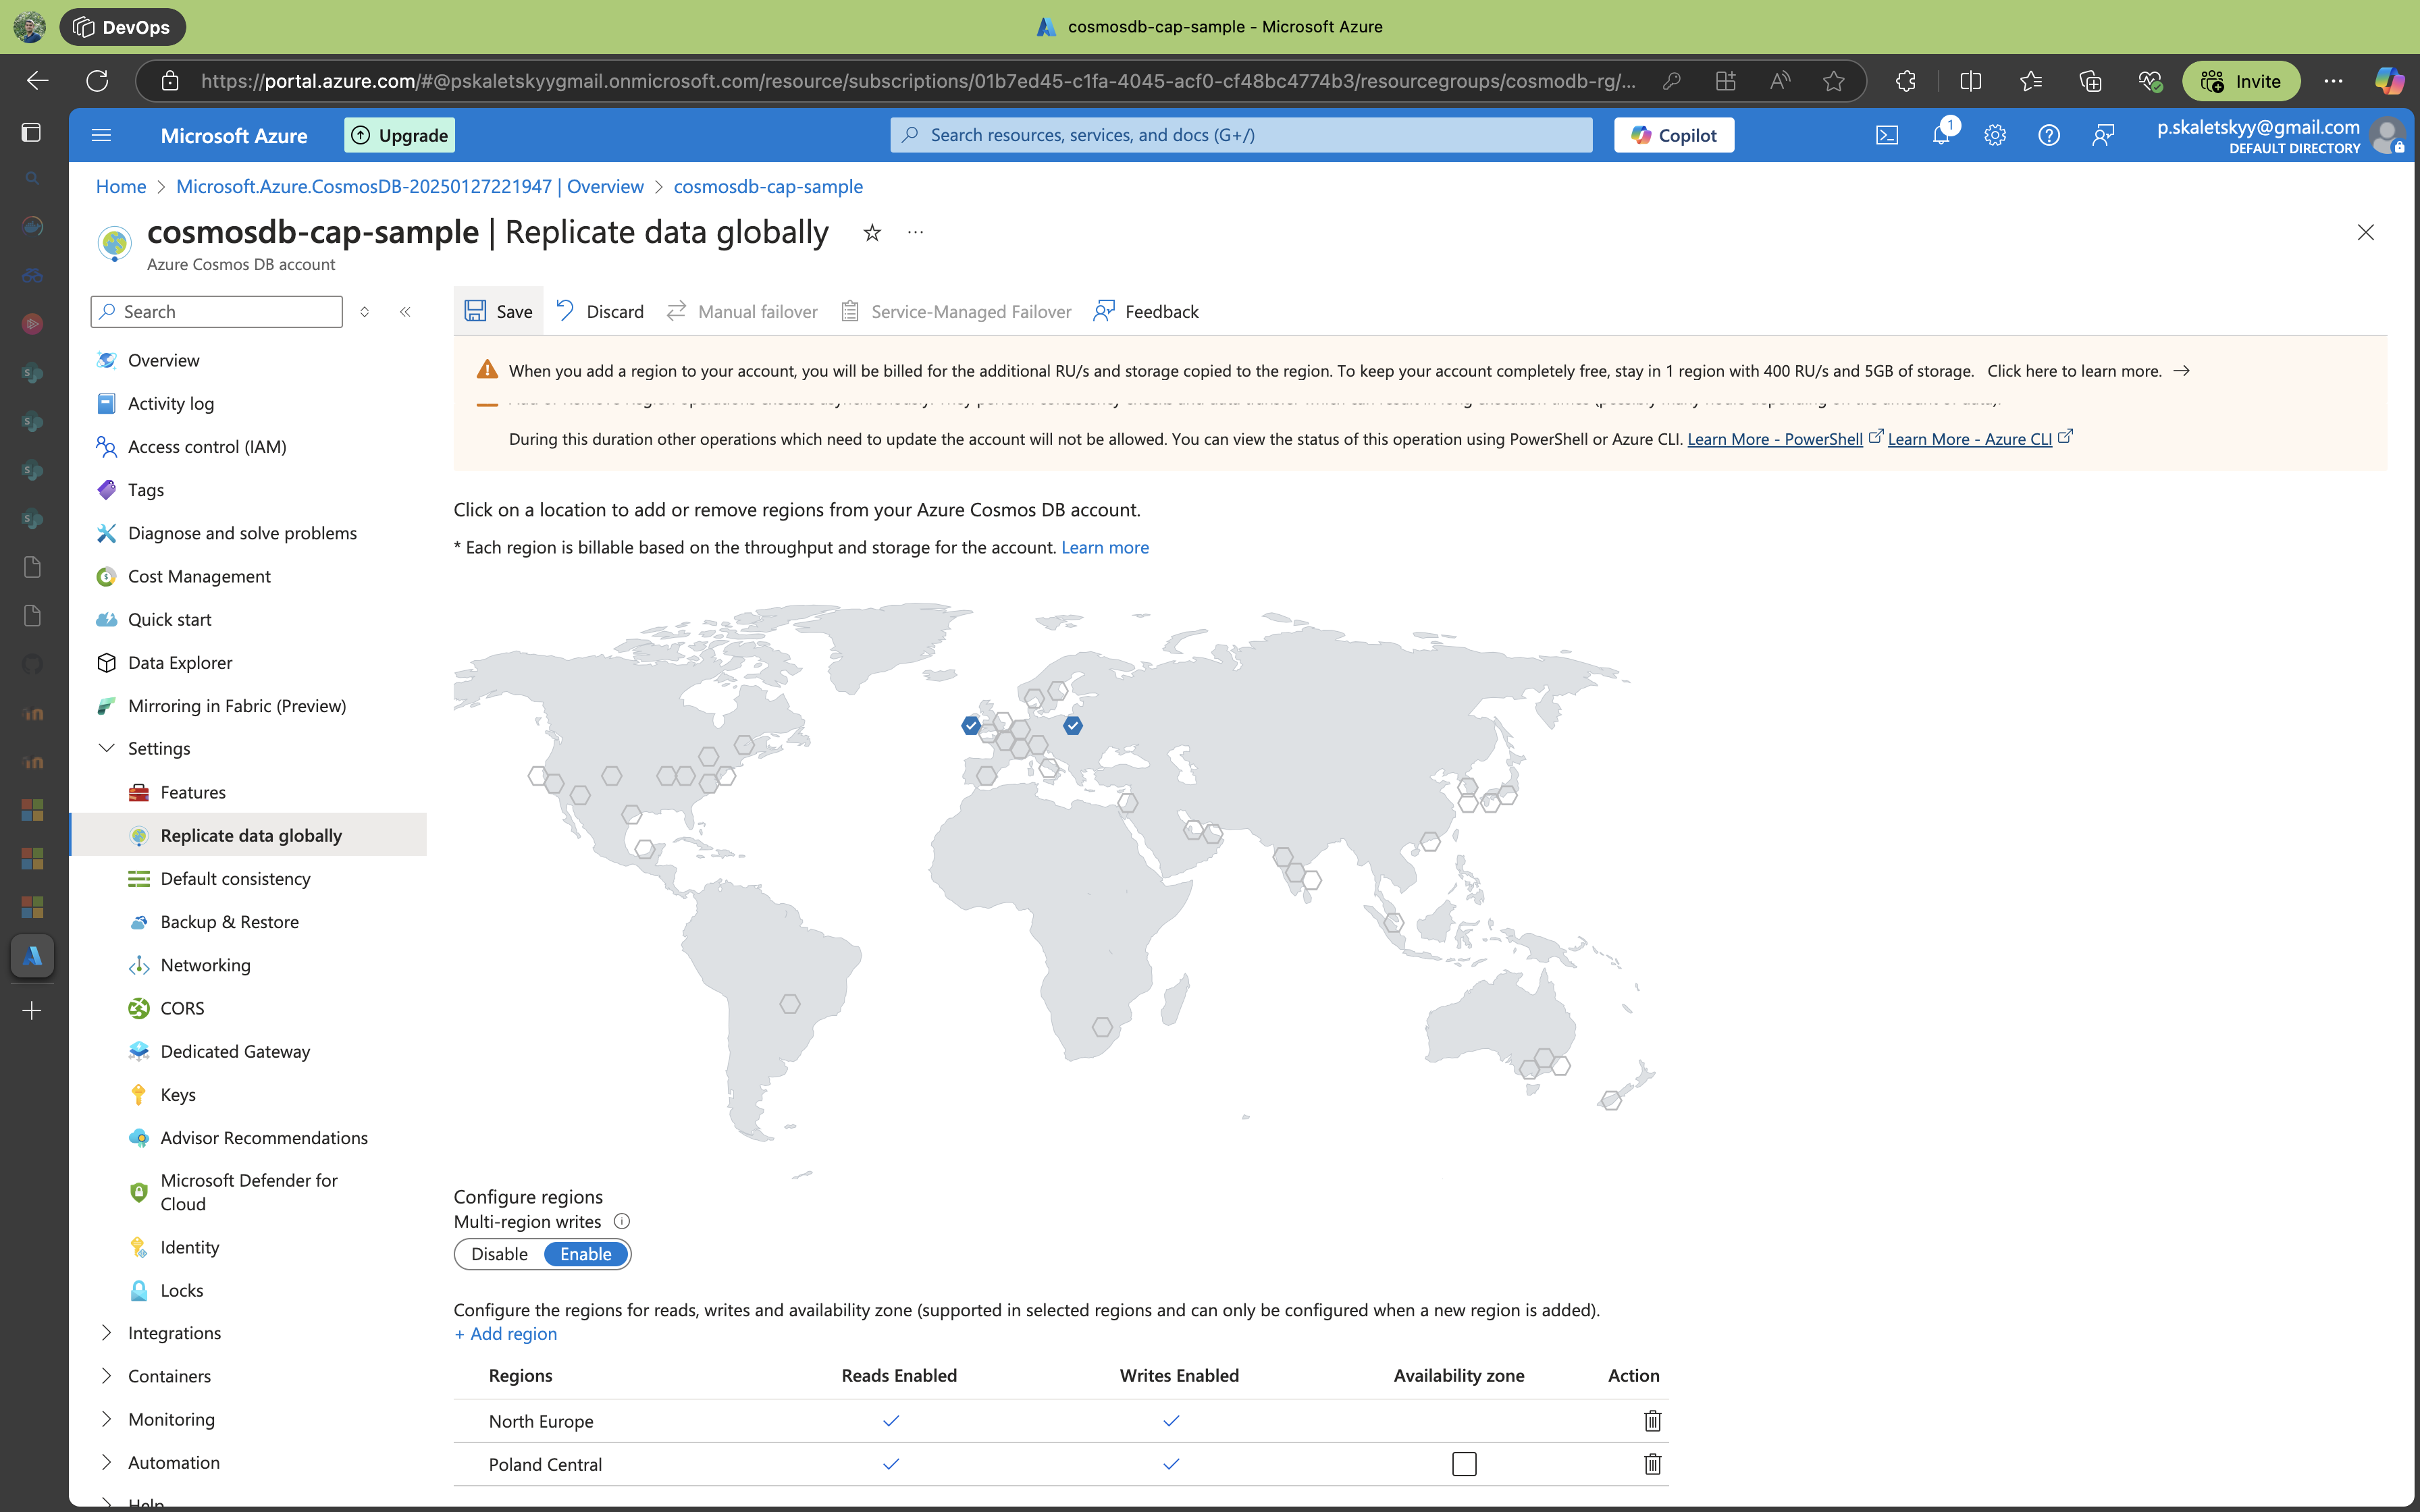 DevOps
cosmosdb-cap-sample - Microsoft Azure
https://portal.azure.com/#@pskaletskyygmail.onmicrosoft.com/resource/subscriptions/01b7ed45-c1fa-4045-acf0-cf48bc4774b3/resourcegroups/cosmodb-rg/...
Invite
Microsoft Azure
Upgrade
Search resources, services, and docs (G+/)
Copilot
1
p.skaletskyy@gmail.com
DEFAULT DIRECTORY
Home > Microsoft.Azure.CosmosDB-20250127221947 | Overview > cosmosdb-cap-sample
cosmosdb-cap-sample | Replicate data globally
Azure Cosmos DB account
Search
Save
Discard
Manual failover
Service-Managed Failover
Feedback
When you add a region to your account, you will be billed for the additional RU/s and storage copied to the region. To keep your account completely free, stay in 1 region with 400 RU/s and 5GB of storage. Click here to learn more.
During this duration other operations which need to update the account will not be allowed. You can view the status of this operation using PowerShell or Azure CLI. Learn More - PowerShell Learn More - Azure CLI
Overview
Activity log
Access control (IAM)
Tags
Diagnose and solve problems
Cost Management
Quick start
Data Explorer
Mirroring in Fabric (Preview)
Settings
Features
Replicate data globally
Default consistency
Backup & Restore
Networking
CORS
Dedicated Gateway
Keys
Advisor Recommendations
Microsoft Defender for
Cloud
Identity
Locks
Integrations
Containers
Monitoring
Automation
Help
Click on a location to add or remove regions from your Azure Cosmos DB account.
* Each region is billable based on the throughput and storage for the account. Learn more
Configure regions
Multi-region writes
Disable Enable
Configure the regions for reads, writes and availability zone (supported in selected regions and can only be configured when a new region is added).
+ Add region
Regions Reads Enabled Writes Enabled Availability zone Action
North Europe
Poland Central